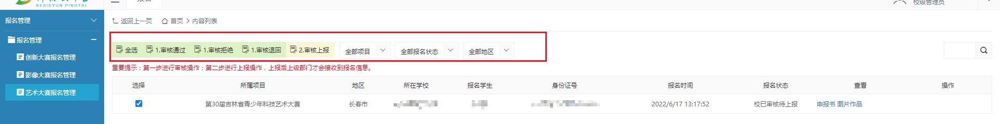 KEXIEYUN PINGTAI
校级管理员
报名管理
返回上一页 首页 > 内容列表
报名管理
创新大赛报名管理
影像大赛报名管理
艺术大赛报名管理
全选 1.审核通过 1.审核拒绝 1.审核退回 2.审核上报 全部项目 全部报名状态 全部地区
重要提示：第一步进行审核操作；第二步进行上报操作，上报后上级部门才会接收到报名信息。
选择 所属项目 地区 所在学校 报名学生 身份证号 报名时间 报名状态 查看 操作
第30届吉林省青少年科技艺术大赛 长春市 2022/6/17 13:17:52 校已审核待上报 申报书 图片作品